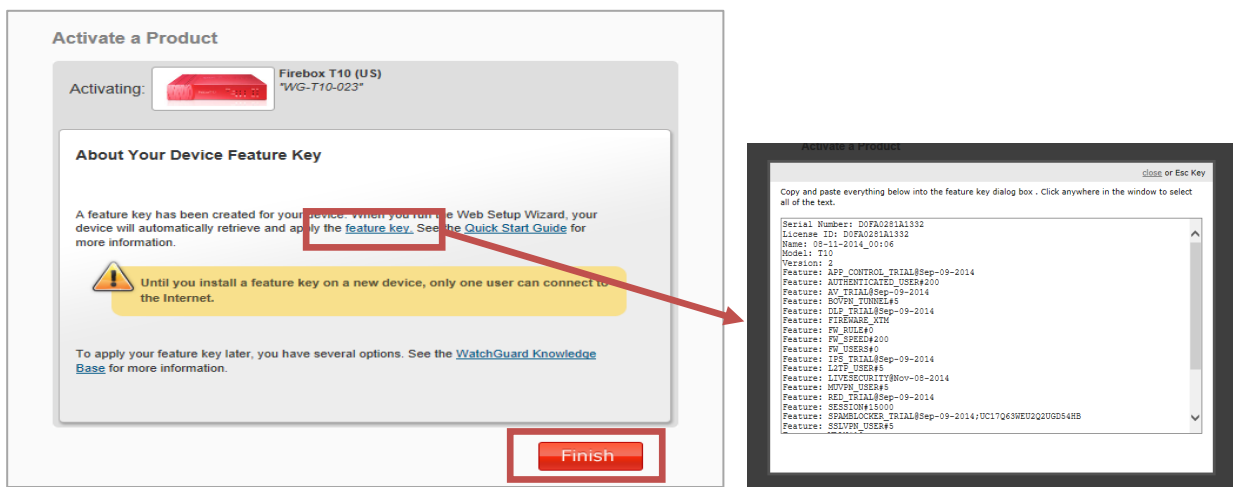 Activate a Product
Activating:
Firebox T10 (US)
"WG-T10-023"
About Your Device Feature Key
A feature key has been created for your device. When you run the Web Setup Wizard, your
device will automatically retrieve and apply the feature key. See the Quick Start Guide for
more information.
Until you install a feature key on a new device, only one user can connect to
the Internet.
To apply your feature key later, you have several options. See the WatchGuard Knowledge
Base for more information.
Finish
Activate a Product
close or Esc Key
Copy and paste everything below into the feature key dialog box . Click anywhere in the window to select
all of the text.
Serial Number: D0FA0281A1332
License ID: D0FA0281A1332
Name: 08-11-2014_00:06
Model: T10
Version: 2
Feature: APP_CONTROL_TRIAL@Sep-09-2014
Feature: AUTHENTICATED_USER#200
Feature: AV_TRIAL@Sep-09-2014
Feature: BOVPN_TUNNEL#5
Feature: DLP_TRIAL@Sep-09-2014
Feature: FIREWARE_XTM
Feature: FW_RULE#0
Feature: FW_SPEED#200
Feature: FW_USERS#0
Feature: IPS_TRIAL@Sep-09-2014
Feature: L2TP_USER#5
Feature: LIVESECURITY@Nov-08-2014
Feature: MUVPN_USER#5
Feature: RED_TRIAL@Sep-09-2014
Feature: SESSION#15000
Feature: SPAMBLOCKER_TRIAL@Sep-09-2014;UC17Q63WEU2Q2UGD54HB
Feature: SSLVPN_USER#5